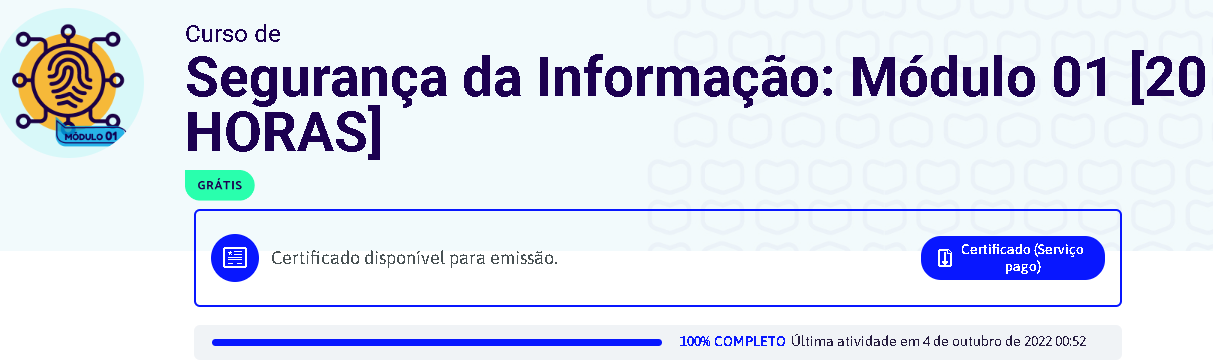 Curso de
Segurança da Informação: Módulo 01 [20
HORAS]
MÓDULO 01
GRÁTIS
Certificado disponível para emissão.
Certificado (Serviço
pago)
100% COMPLETO Última atividade em 4 de outubro de 2022 00:52